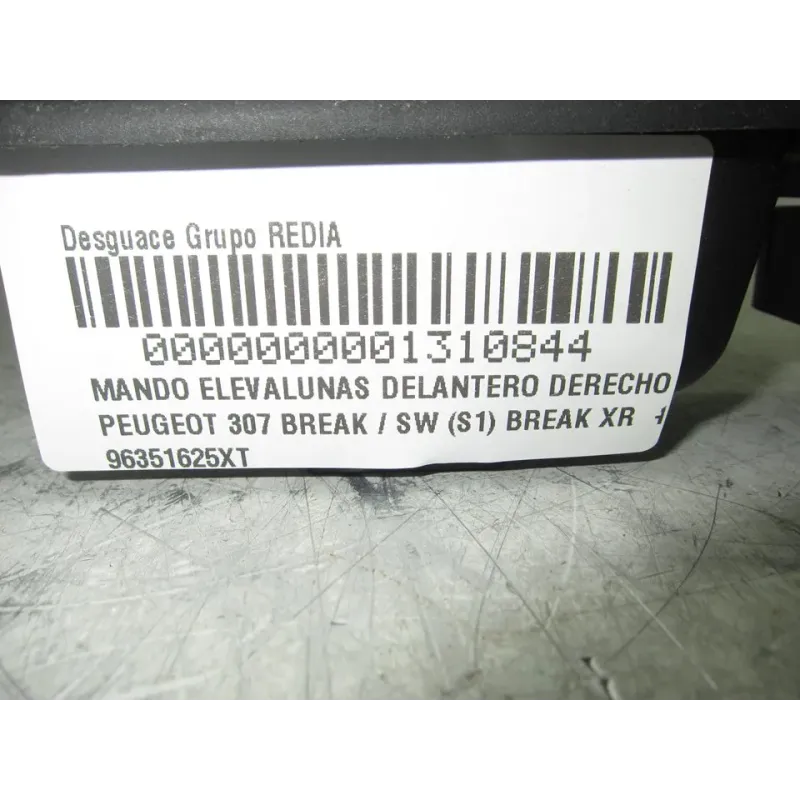 Desguace Grupo REDIA
0000000001310844
MANDO ELEVALUNAS DELANTERO DERECHO
PEUGEOT 307 BREAK / SW (S1) BREAK XR
96351625XT